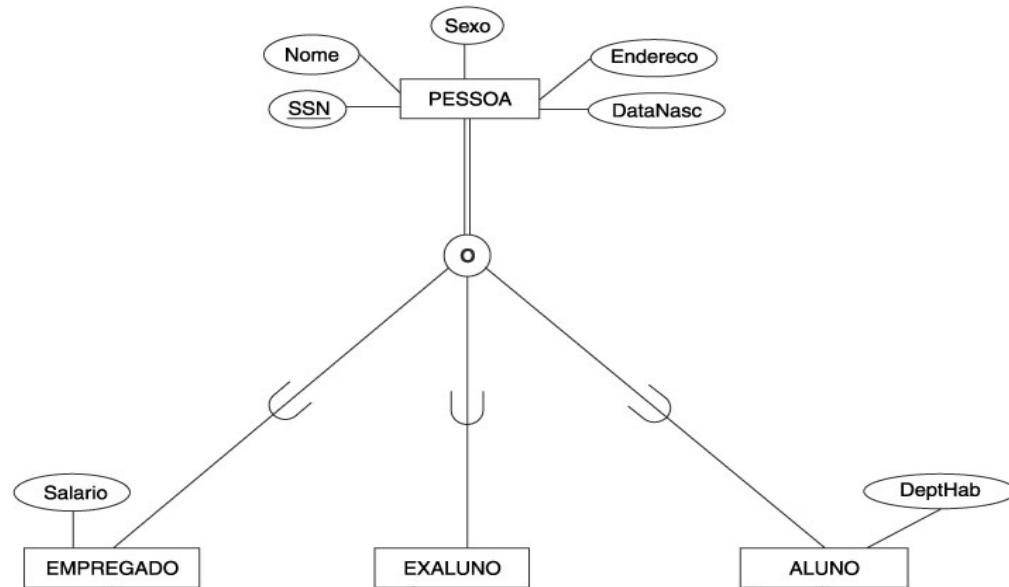 Sexo
Nome
Endereco
SSN
PESSOA
DataNasc
O
Salario
DeptHab
EMPREGADO
EXALUNO
ALUNO